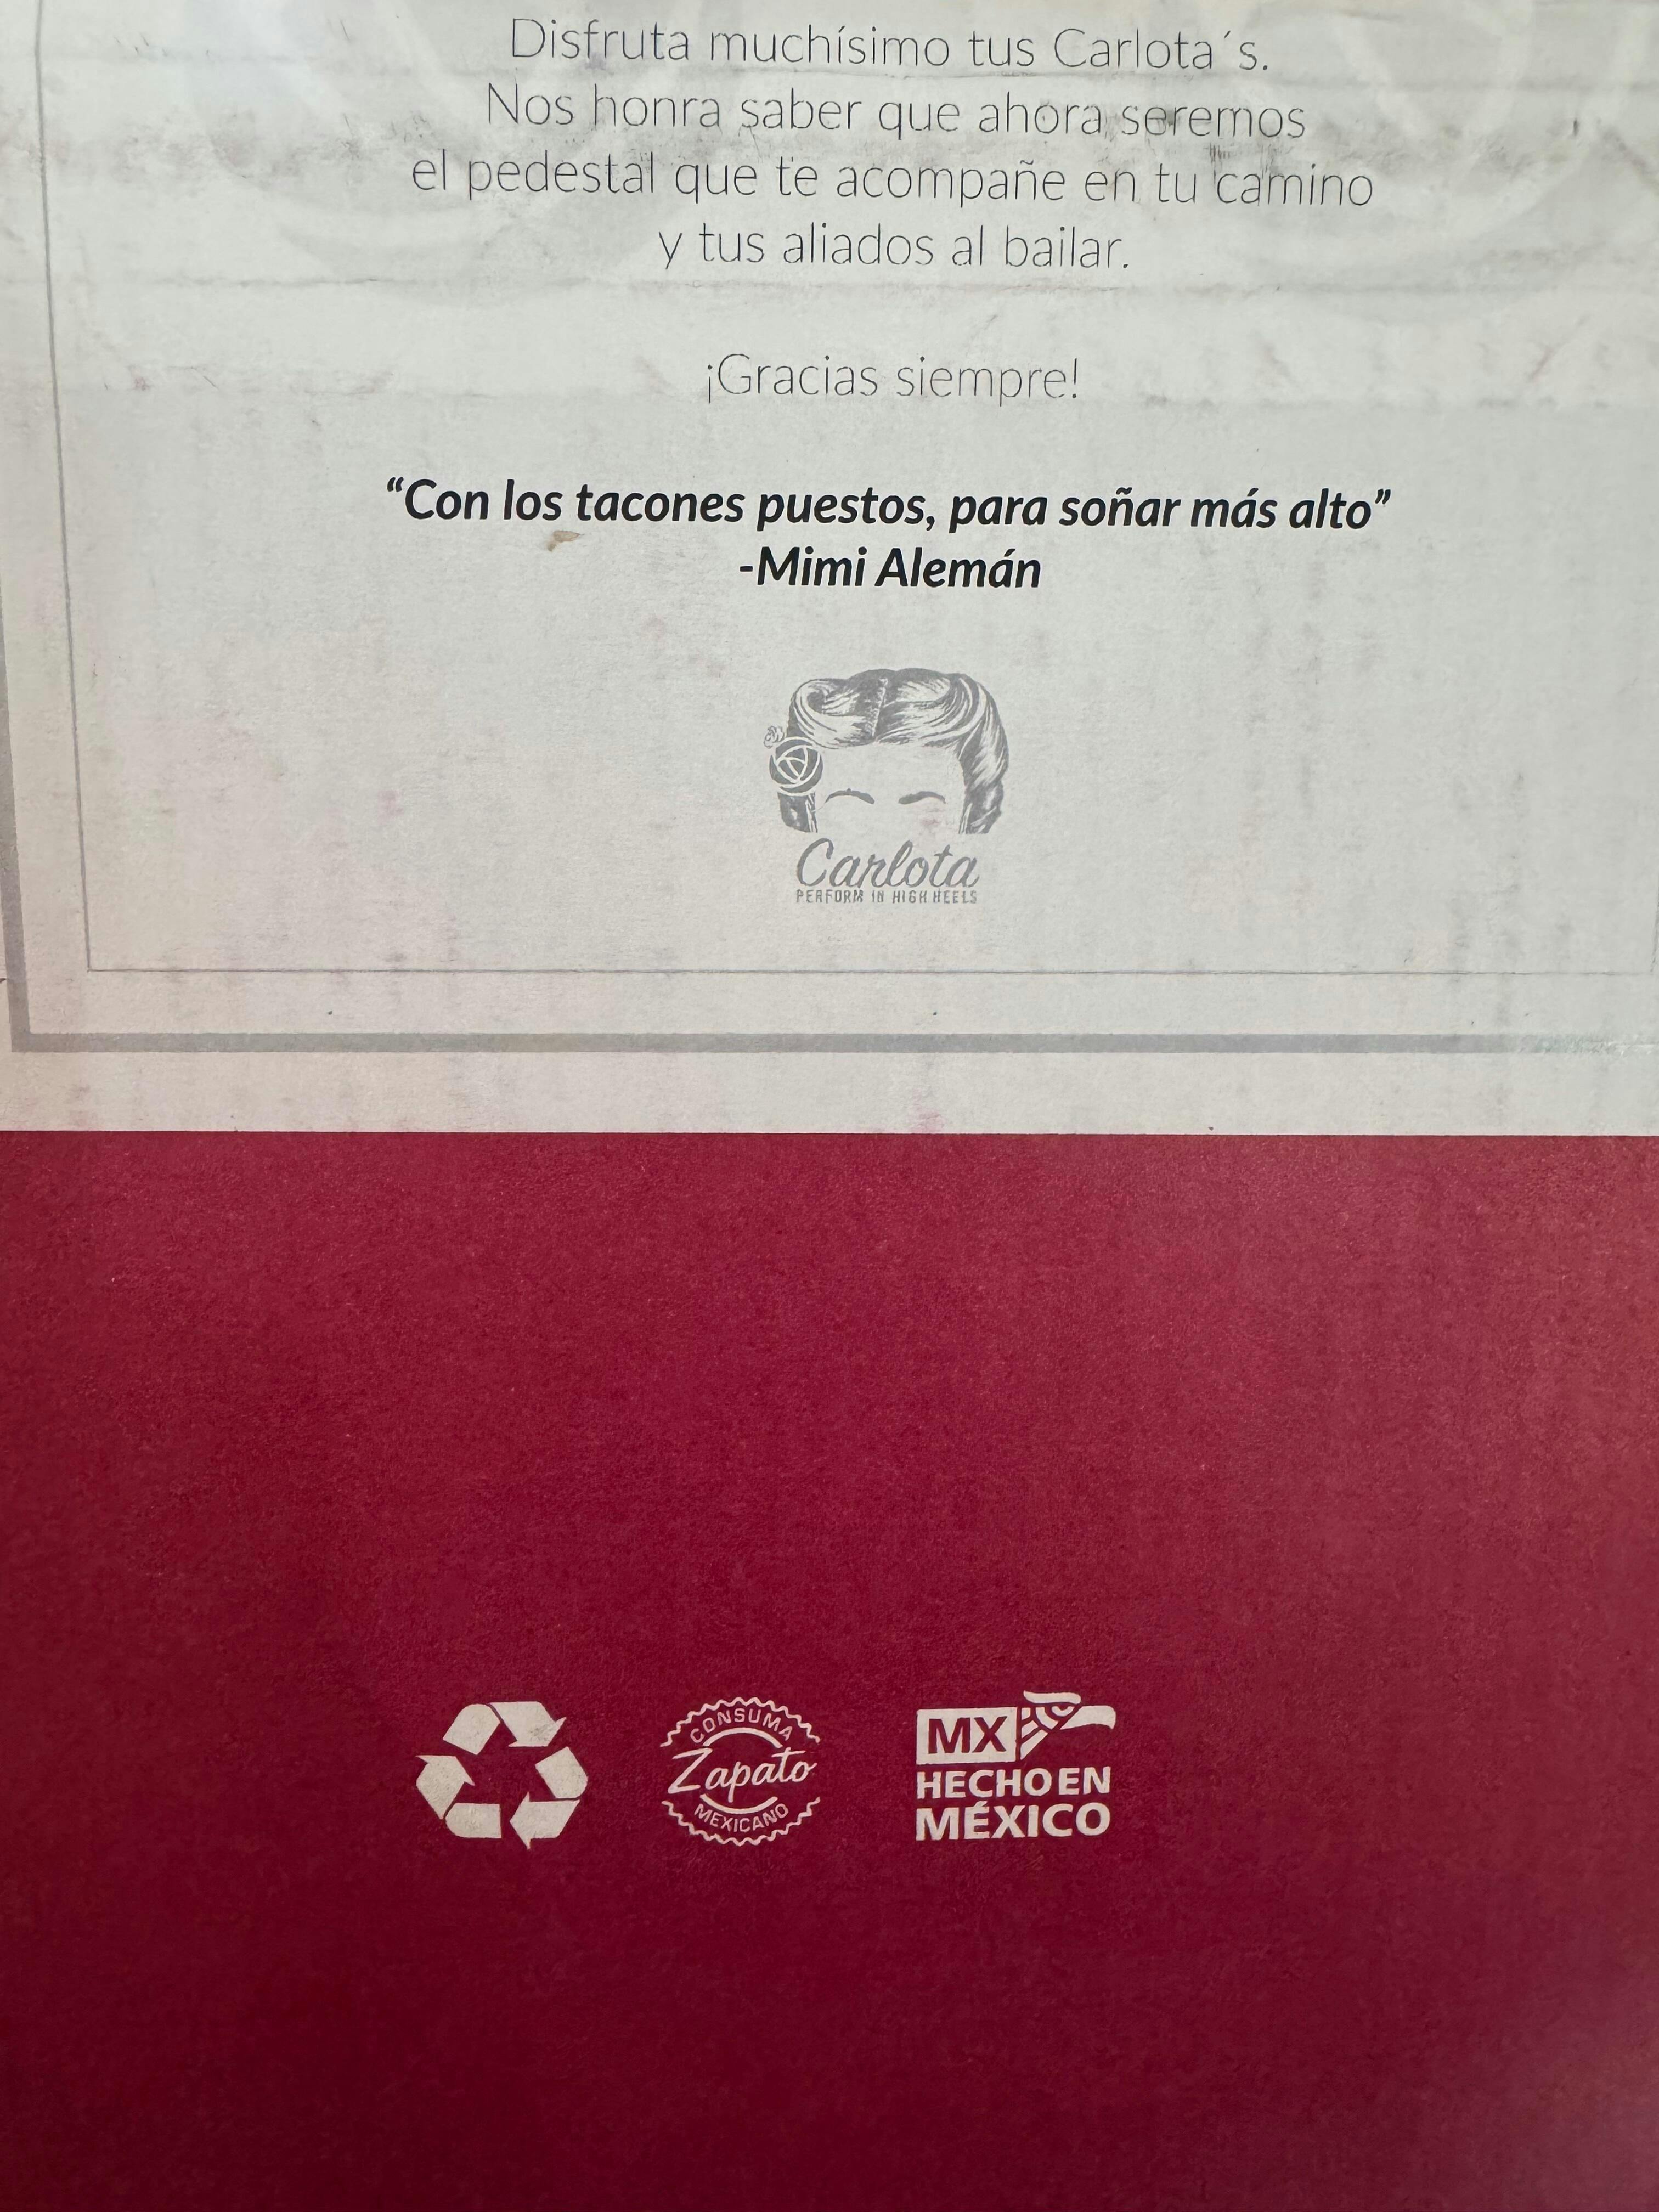 Disfruta muchísimo tus Carlota´s.
Nos honra saber que ahora seremos
el pedestal que te acompañe en tu camino
y tus aliados al bailar.
¡Gracias siempre!
“Con los tacones puestos, para soñar más alto”
-Mimi Alemán
Carlota
PERFORM IN HIGH HEELS
CONSUMA
Zapato
MEXICANO
MX
HECHO EN
MÉXICO